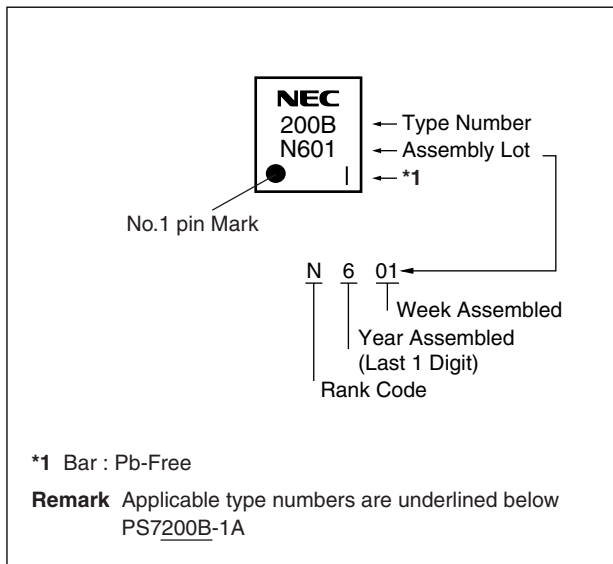 NEC
200B
N601
|
Type Number
Assembly Lot
*1
No.1 pin Mark
N 6 01
Week Assembled
Year Assembled
(Last 1 Digit)
Rank Code
*1 Bar : Pb-Free
Remark Applicable type numbers are underlined below
PS7200B-1A